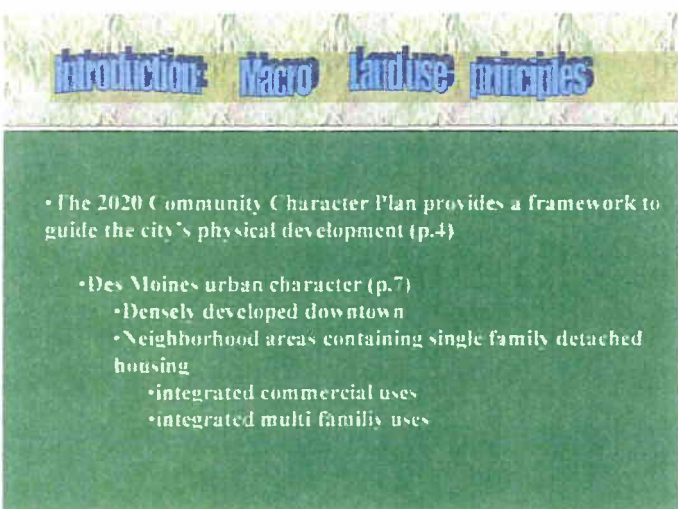 Introduction: Macro Landuse principles
•The 2020 Community Character Plan provides a framework to
guide the city's physical development (p.4)
•Des Moines urban character (p.7)
•Densely developed downtown
•Neighborhood areas containing single family detached
housing
•integrated commercial uses
•integrated multi familiy uses